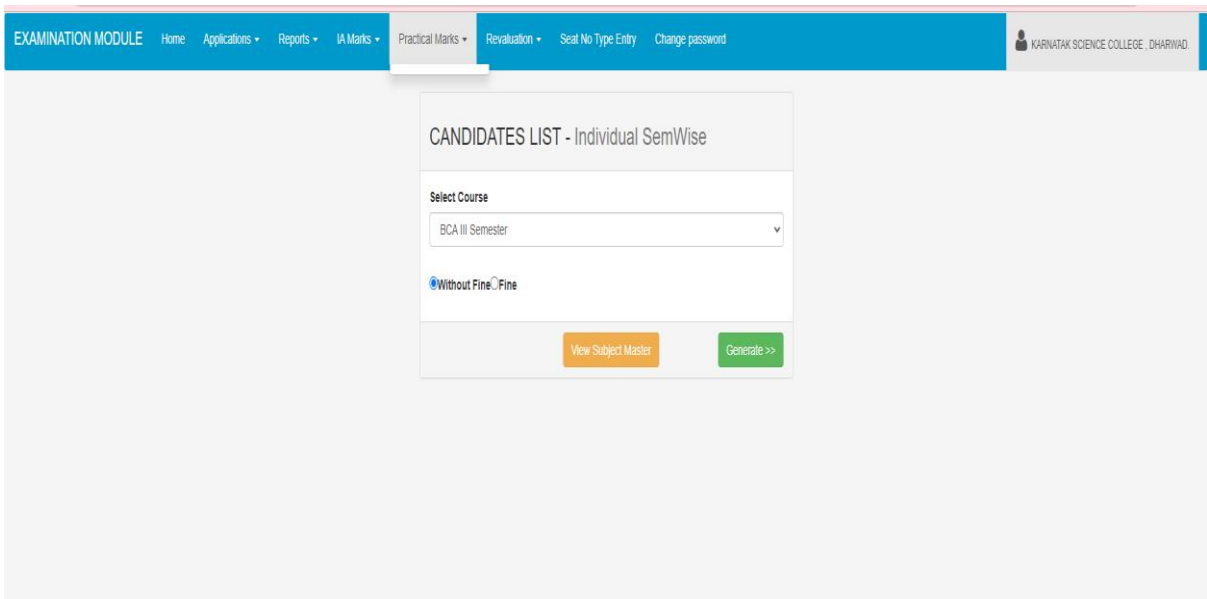 EXAMINATION MODULE Home Applications Reports IA Marks Practical Marks Revaluation Seat No Type Entry Change password KARNATAK SCIENCE COLLEGE , DHARWAD.
CANDIDATES LIST - Individual SemWise
Select Course
BCA III Semester
Without Fine Fine
View Subject Master Generate >>